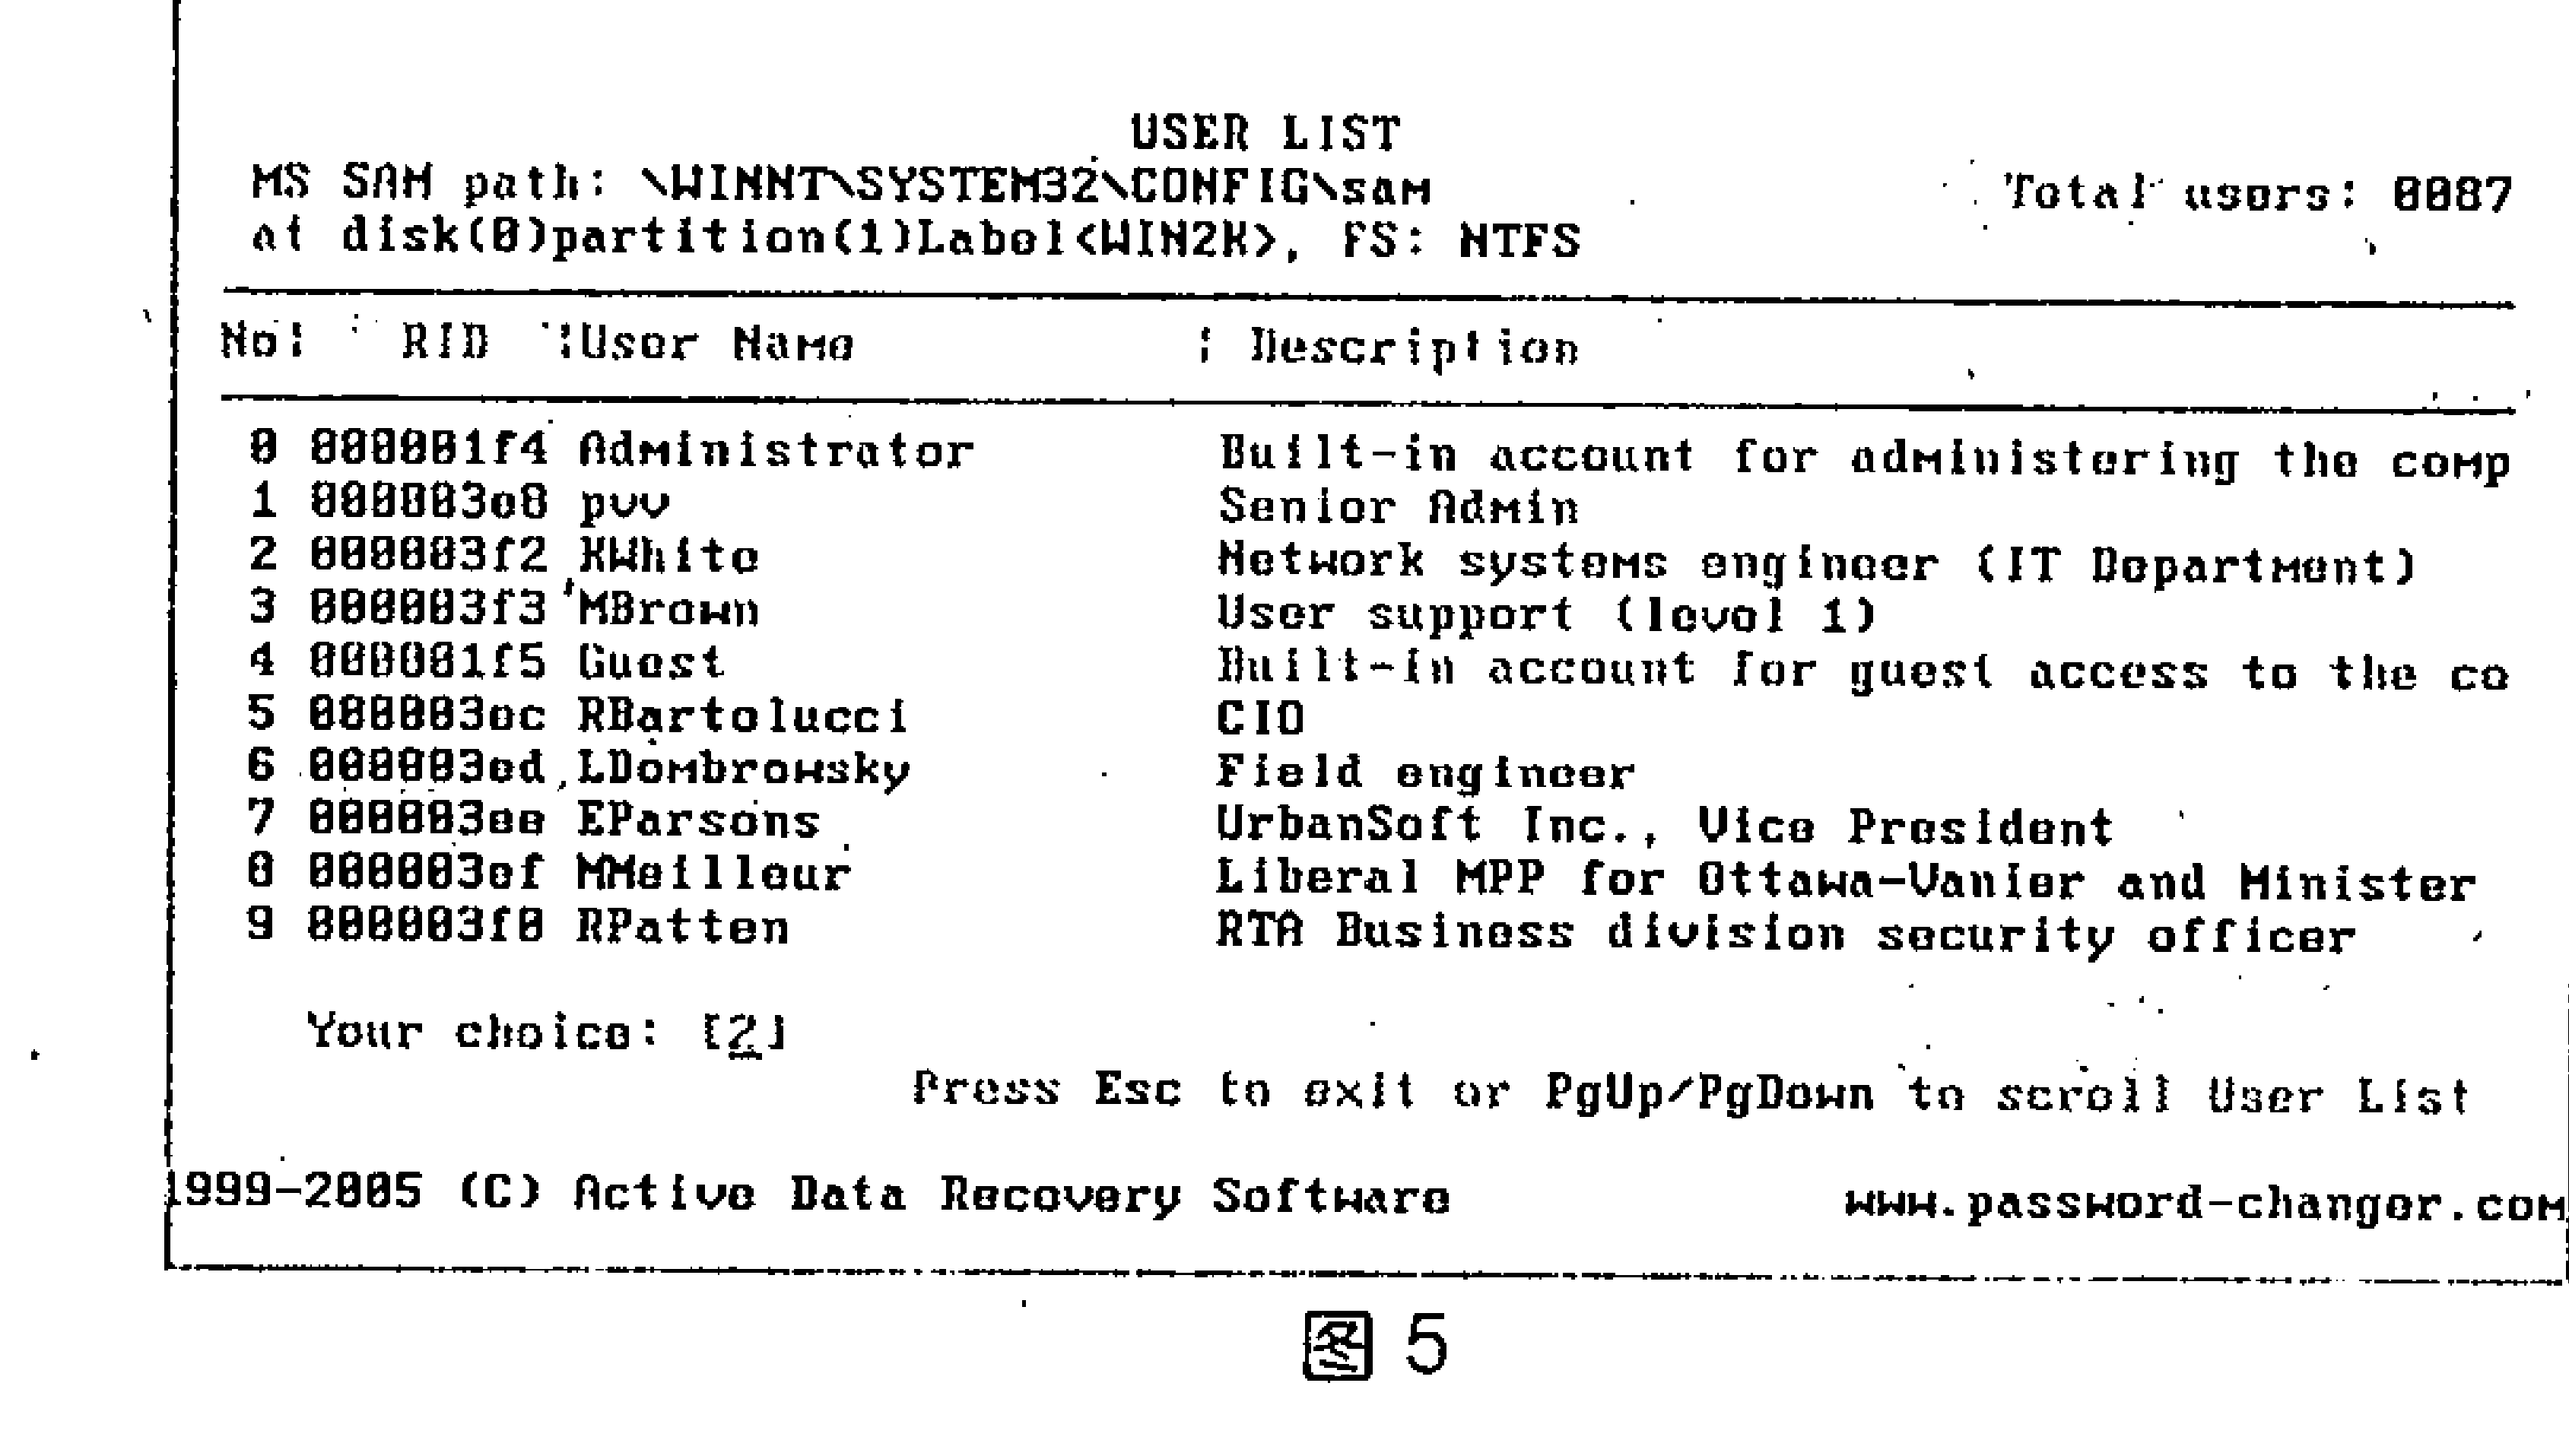 USER LIST
MS SAM path: \WINNT\SYSTEM32\CONFIG\sam
Total users: 0087
at disk(0)partition(1)Label<WIN2K>, FS: NTFS
No¦ RID ¦User Name ¦ Description
0 000001f4 Administrator Built-in account for administering the comp
1 000003e8 pvv Senior Admin
2 000003f2 KWhite Network systems engineer (IT Department)
3 000003f3 MBrown User support (level 1)
4 000001f5 Guest Built-in account for guest access to the co
5 000003ec RBartolucci CIO
6 000003ed LDombrowsky Field engineer
7 000003ee EParsons UrbanSoft Inc., Vice President
8 000003ef MMeilleur Liberal MPP for Ottawa-Vanier and Minister
9 000003f0 RPatten RTA Business division security officer
Your choice: [2]
Press Esc to exit or PgUp/PgDown to scroll User List
1999-2005 (C) Active Data Recovery Software www.password-changer.com
图 5